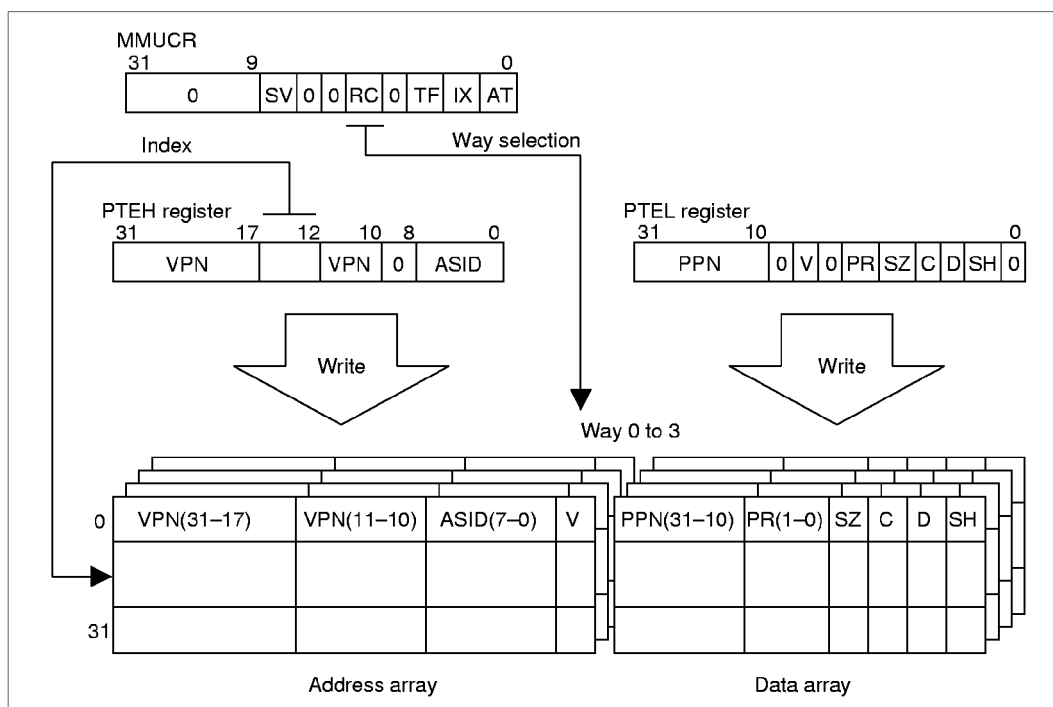 MMUCR
31 9 0
0 SV 0 0 RC 0 TF IX AT
Index
Way selection
PTEH register
31 17 12 10 8 0
VPN VPN 0 ASID
PTEL register
31 10 0
PPN 0 V 0 PR SZ C D SH 0
Write
Write
Way 0 to 3
0 VPN(31–17) VPN(11–10) ASID(7–0) V PPN(31–10) PR(1–0) SZ C D SH
31
Address array
Data array